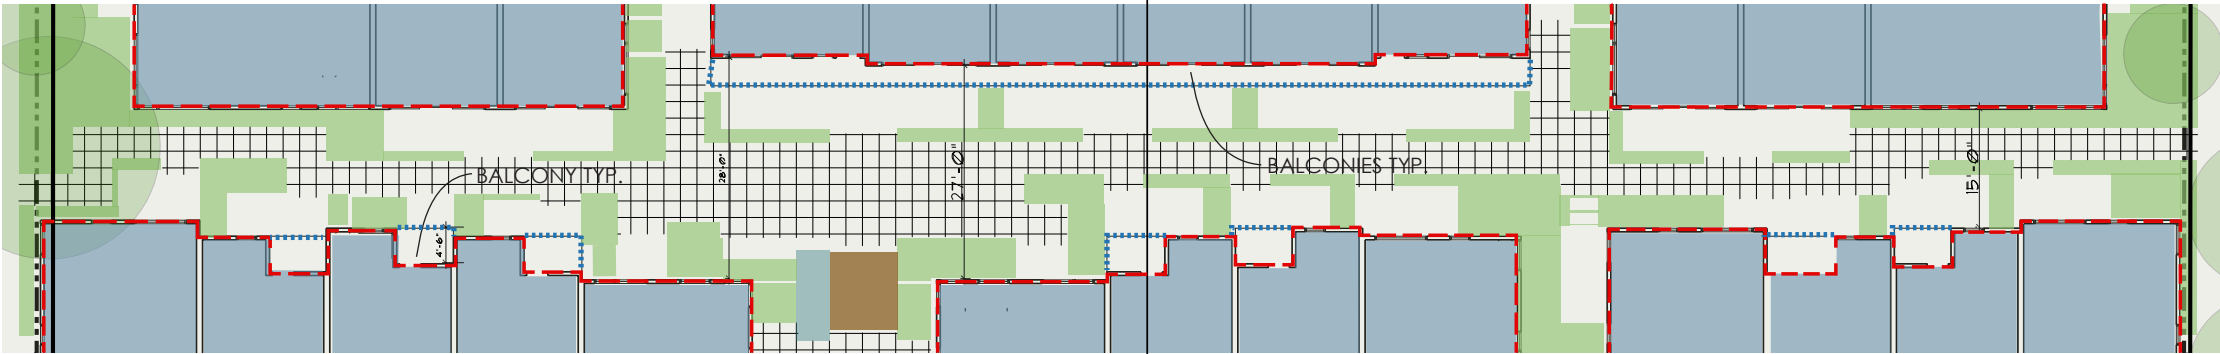 BALCONY TYP.
4'-6"
28'-0"
27'-0"
BALCONIES TYP.
15'-0"